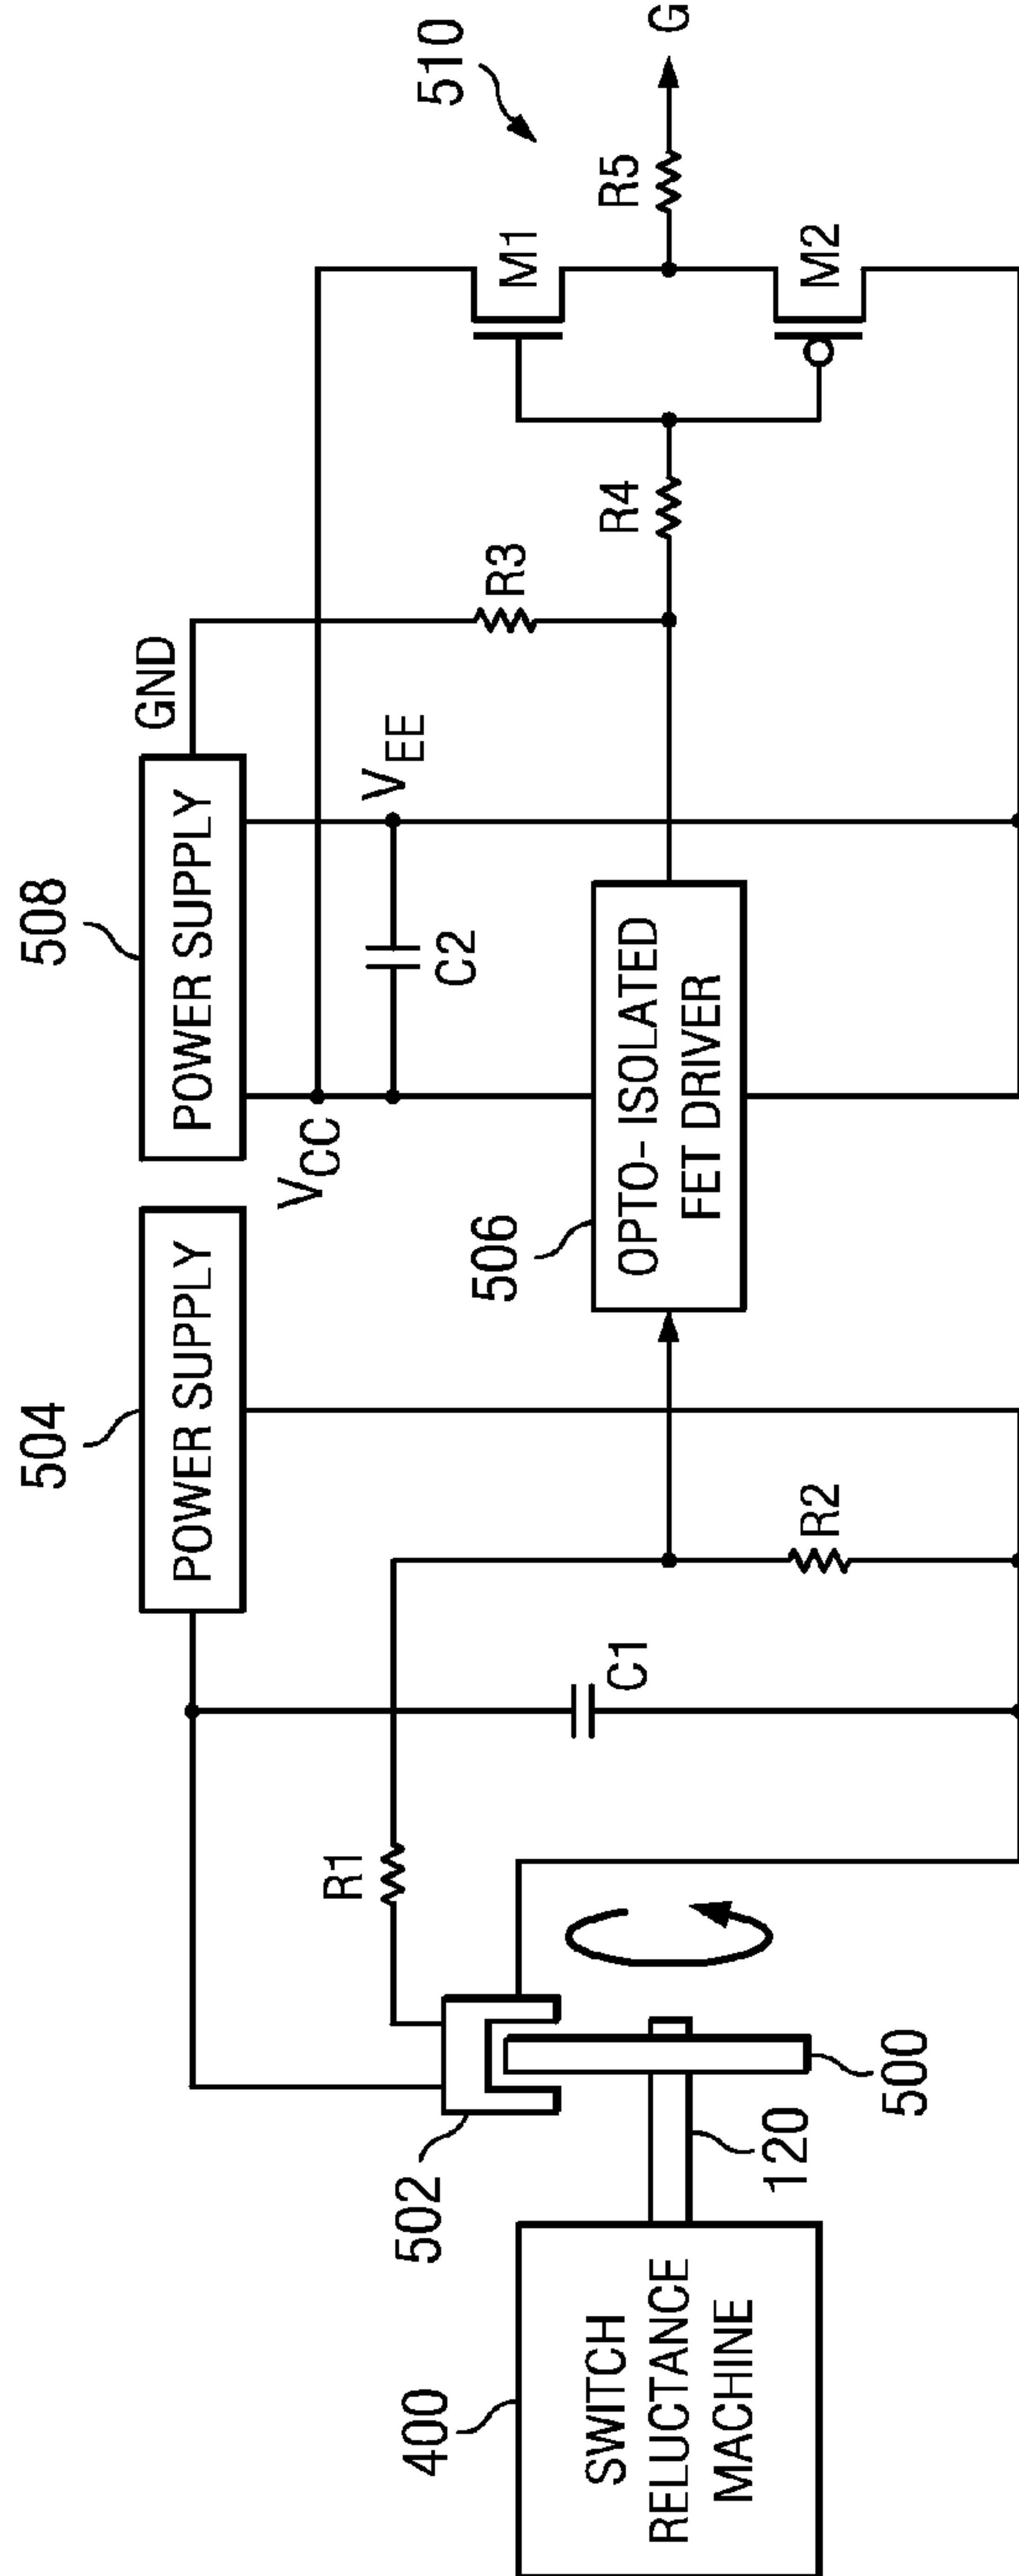 510
G
R5
M1
M2
R4
R3
GND
508
POWER SUPPLY
VEE
C2
VCC
OPTO- ISOLATED
FET DRIVER
506
504
POWER SUPPLY
R2
C1
R1
502
500
120
400
SWITCH
RELUCTANCE
MACHINE